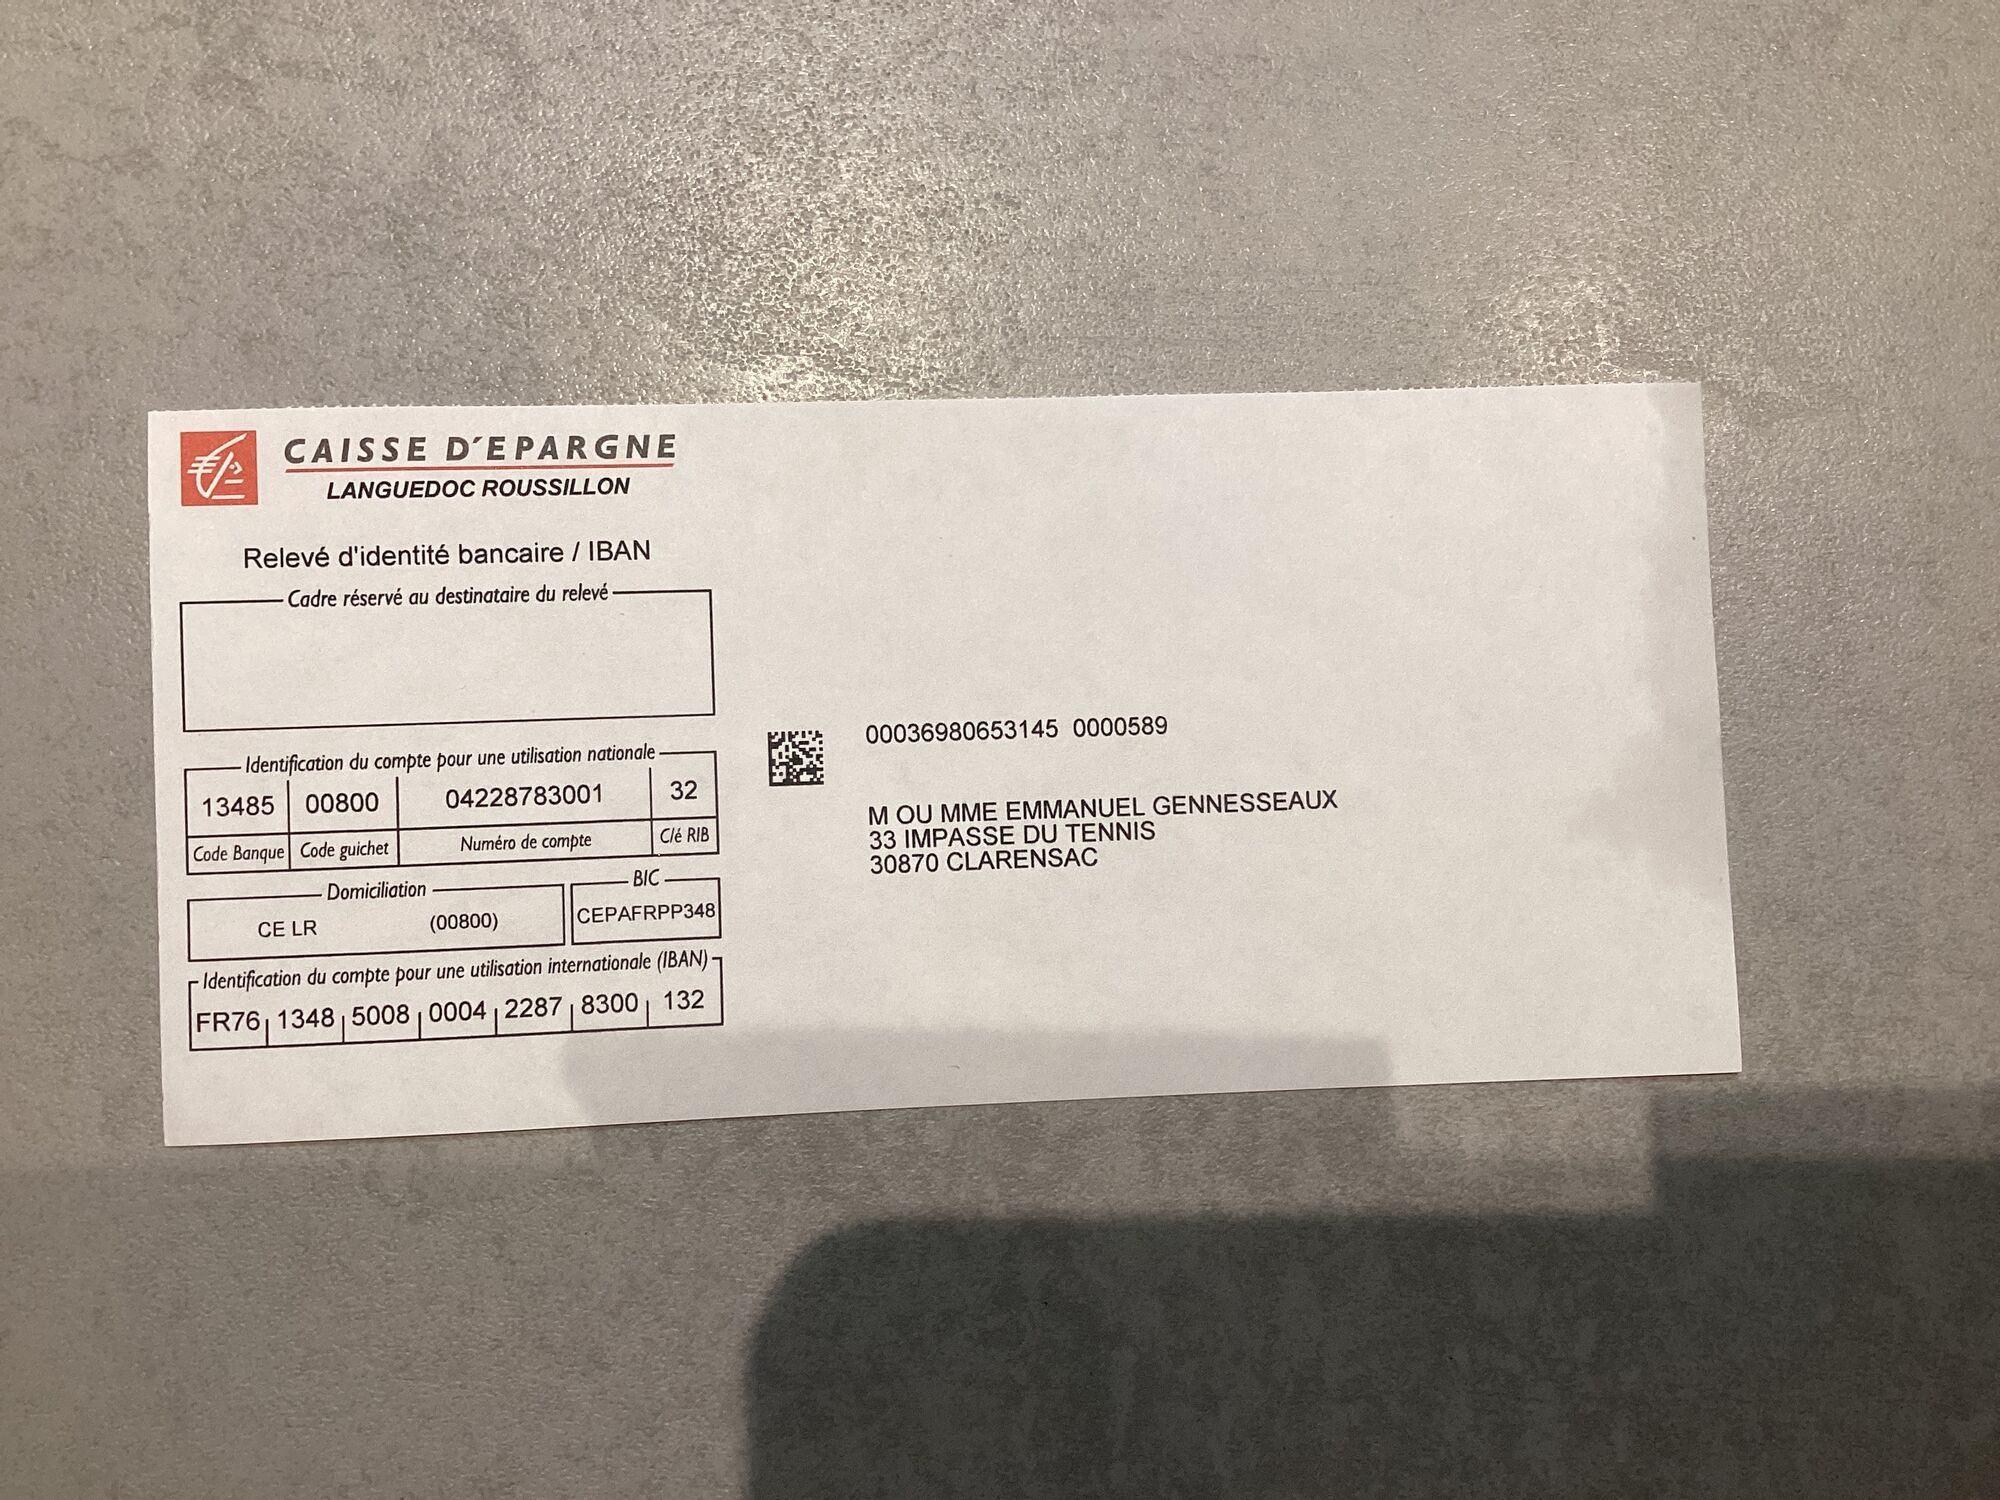 CAISSE D'EPARGNE
LANGUEDOC ROUSSILLON
Relevé d'identité bancaire / IBAN
Cadre réservé au destinataire du relevé
Identification du compte pour une utilisation nationale
13485 00800 04228783001 32
Code Banque Code guichet Numéro de compte Clé RIB
Domiciliation BIC
CE LR (00800) CEPAFRPP348
Identification du compte pour une utilisation internationale (IBAN)
FR76 1348 5008 0004 2287 8300 132
00036980653145 0000589
M OU MME EMMANUEL GENNESSEAUX
33 IMPASSE DU TENNIS
30870 CLARENSAC